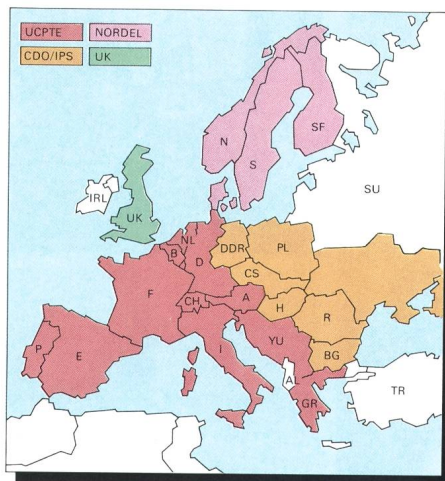 UCPTE NORDEL
CDO/IPS UK
N
S
SF
SU
IRL
UK
NL
B
D
DDR
PL
CS
F
CH
A
H
R
YU
BG
P
E
I
A
GR
TR